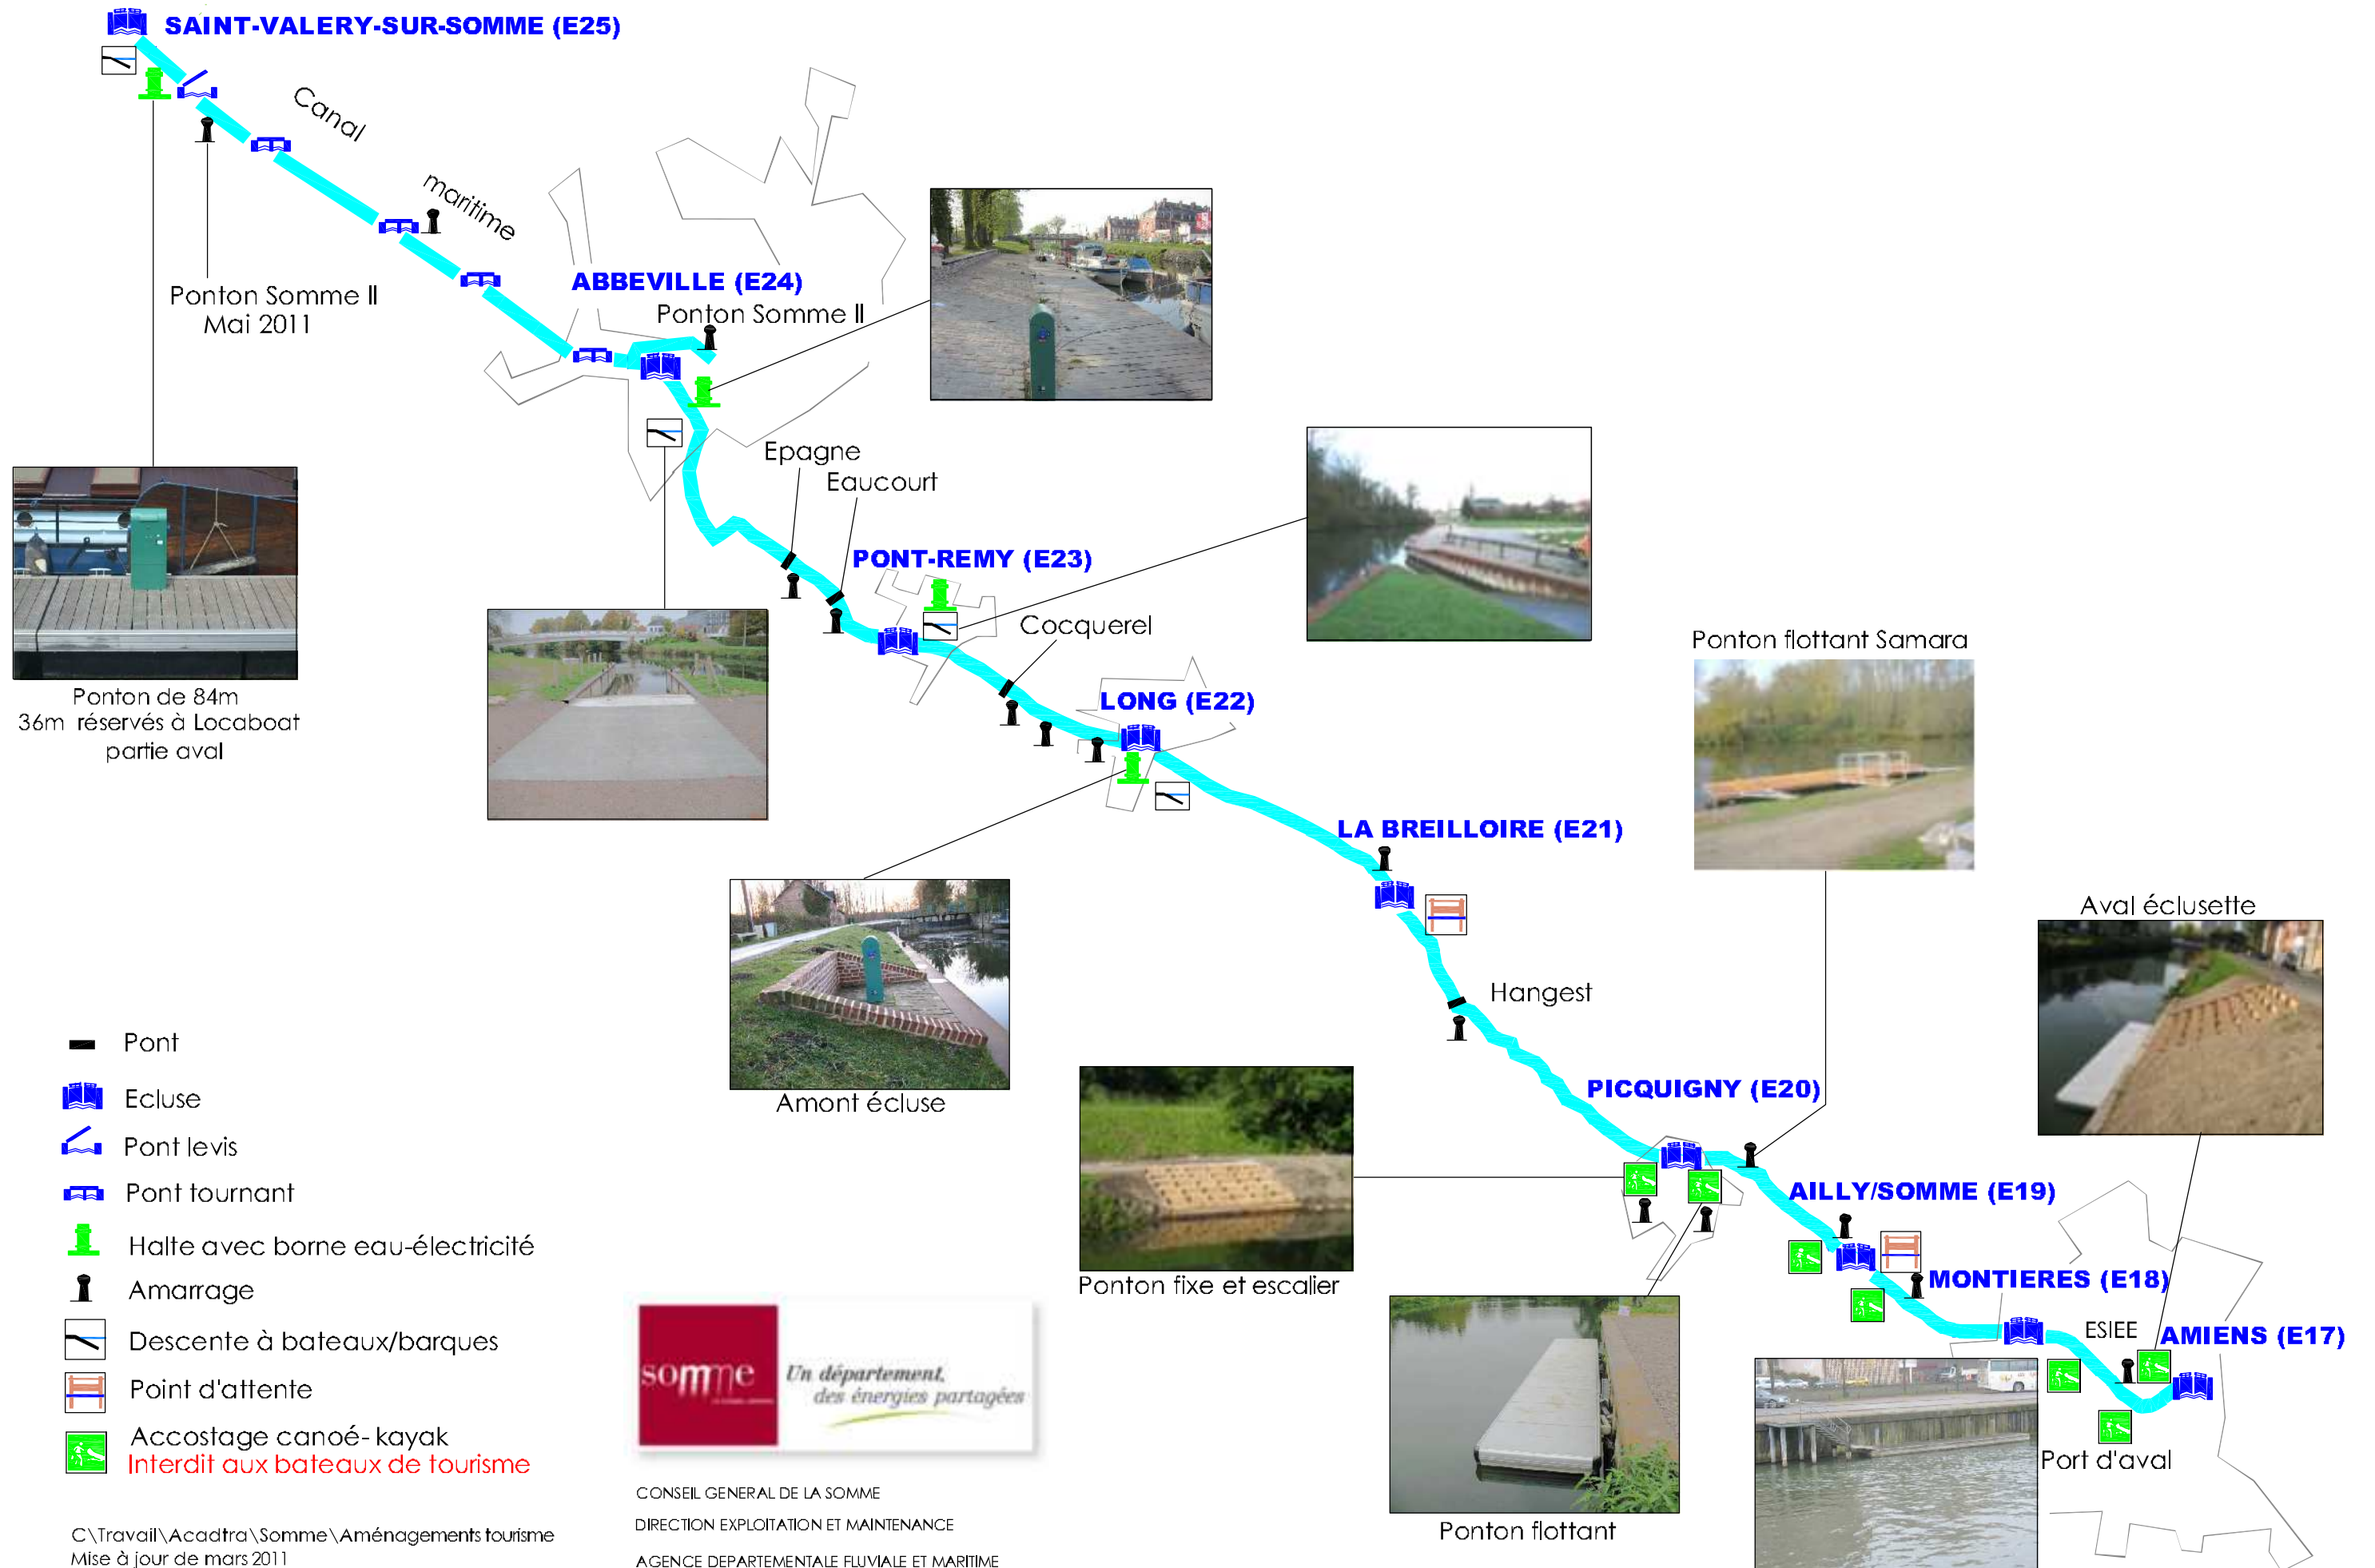 SAINT-VALERY-SUR-SOMME (E25)
Canal
maritime
Ponton Somme II
Mai 2011
ABBEVILLE (E24)
Ponton Somme II
Epagne
Eaucourt
PONT-REMY (E23)
Cocquerel
Ponton de 84m
36m réservés à Locaboat
partie aval
LONG (E22)
Ponton flottant Samara
LA BREILLOIRE (E21)
Aval éclusette
Hangest
Amont écluse
PICQUIGNY (E20)
AILLY/SOMME (E19)
Ponton fixe et escalier
MONTIERES (E18)
ESIEE
AMIENS (E17)
Port d'aval
Ponton flottant
Pont
Ecluse
Pont levis
Pont tournant
Halte avec borne eau-électricité
Amarrage
Descente à bateaux/barques
Point d'attente
Accostage canoé- kayak
Interdit aux bateaux de tourisme
somme
Un département,
des énergies partagées
CONSEIL GENERAL DE LA SOMME
DIRECTION EXPLOITATION ET MAINTENANCE
AGENCE DEPARTEMENTALE FLUVIALE ET MARITIME
C\Travail\Acadtra\Somme\Aménagements tourisme
Mise à jour de mars 2011